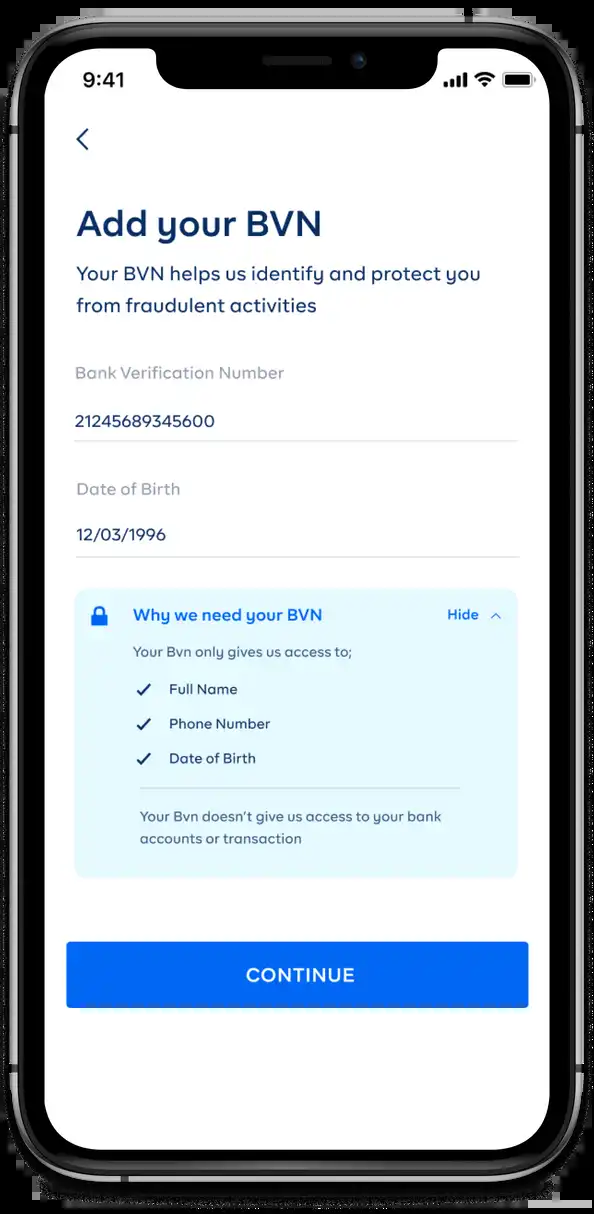 9:41
Add your BVN
Your BVN helps us identify and protect you
from fraudulent activities
Bank Verification Number
21245689345600
Date of Birth
12/03/1996
Why we need your BVN
Hide
Your Bvn only gives us access to;
Full Name
Phone Number
Date of Birth
Your Bvn doesn't give us access to your bank
accounts or transaction
CONTINUE